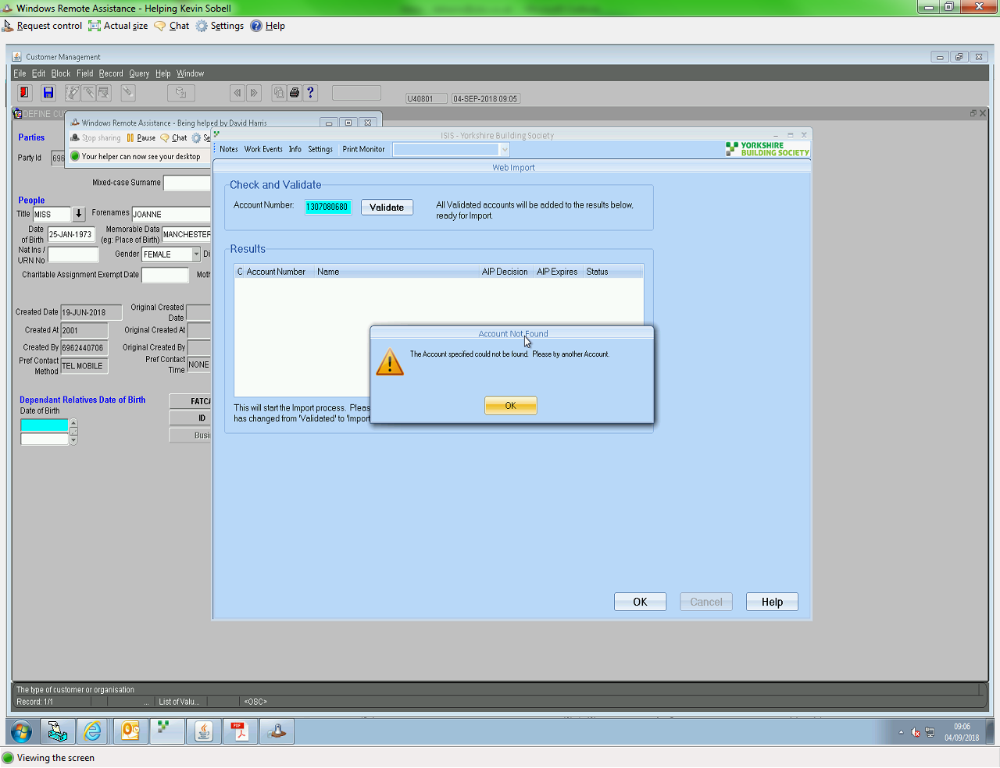 Windows Remote Assistance - Helping Kevin Sobell
Request control Actual size Chat Settings Help
Customer Management
File Edit Block Field Record Query Help Window
U40801 04-SEP-2018 09:05
DEFINE CU
Windows Remote Assistance - Being helped by David Harris
Stop sharing Pause Chat Se
Your helper can now see your desktop
Parties
Party Id 696
Mixed-case Surname
People
Title MISS Forenames JOANNE
Date of Birth 25-JAN-1973 Memorable Data (eg: Place of Birth) MANCHESTER
Nat Ins / URN No Gender FEMALE Di
Charitable Assignment Exempt Date Moth
Created Date 19-JUN-2018 Original Created Date
Created At 2001 Original Created At
Created By 6962440706 Original Created By
Pref Contact Method TEL MOBILE Pref Contact Time NONE
Dependant Relatives Date of Birth
Date of Birth
FATCA
ID
Busi
ISIS - Yorkshire Building Society
Notes Work Events Info Settings Print Monitor
YORKSHIRE
BUILDING SOCIETY
Web Import
Check and Validate
Account Number: 1307080680 Validate
All Validated accounts will be added to the results below,
ready for Import.
Results
C Account Number Name AIP Decision AIP Expires Status
Account Not Found
The Account specified could not be found. Please try another Account.
OK
This will start the Import process. Pleas
has changed from 'Validated' to 'Import
OK Cancel Help
The type of customer or organisation
Record: 1/1 ... List of Valu... <OSC>
09:06
04/09/2018
Viewing the screen